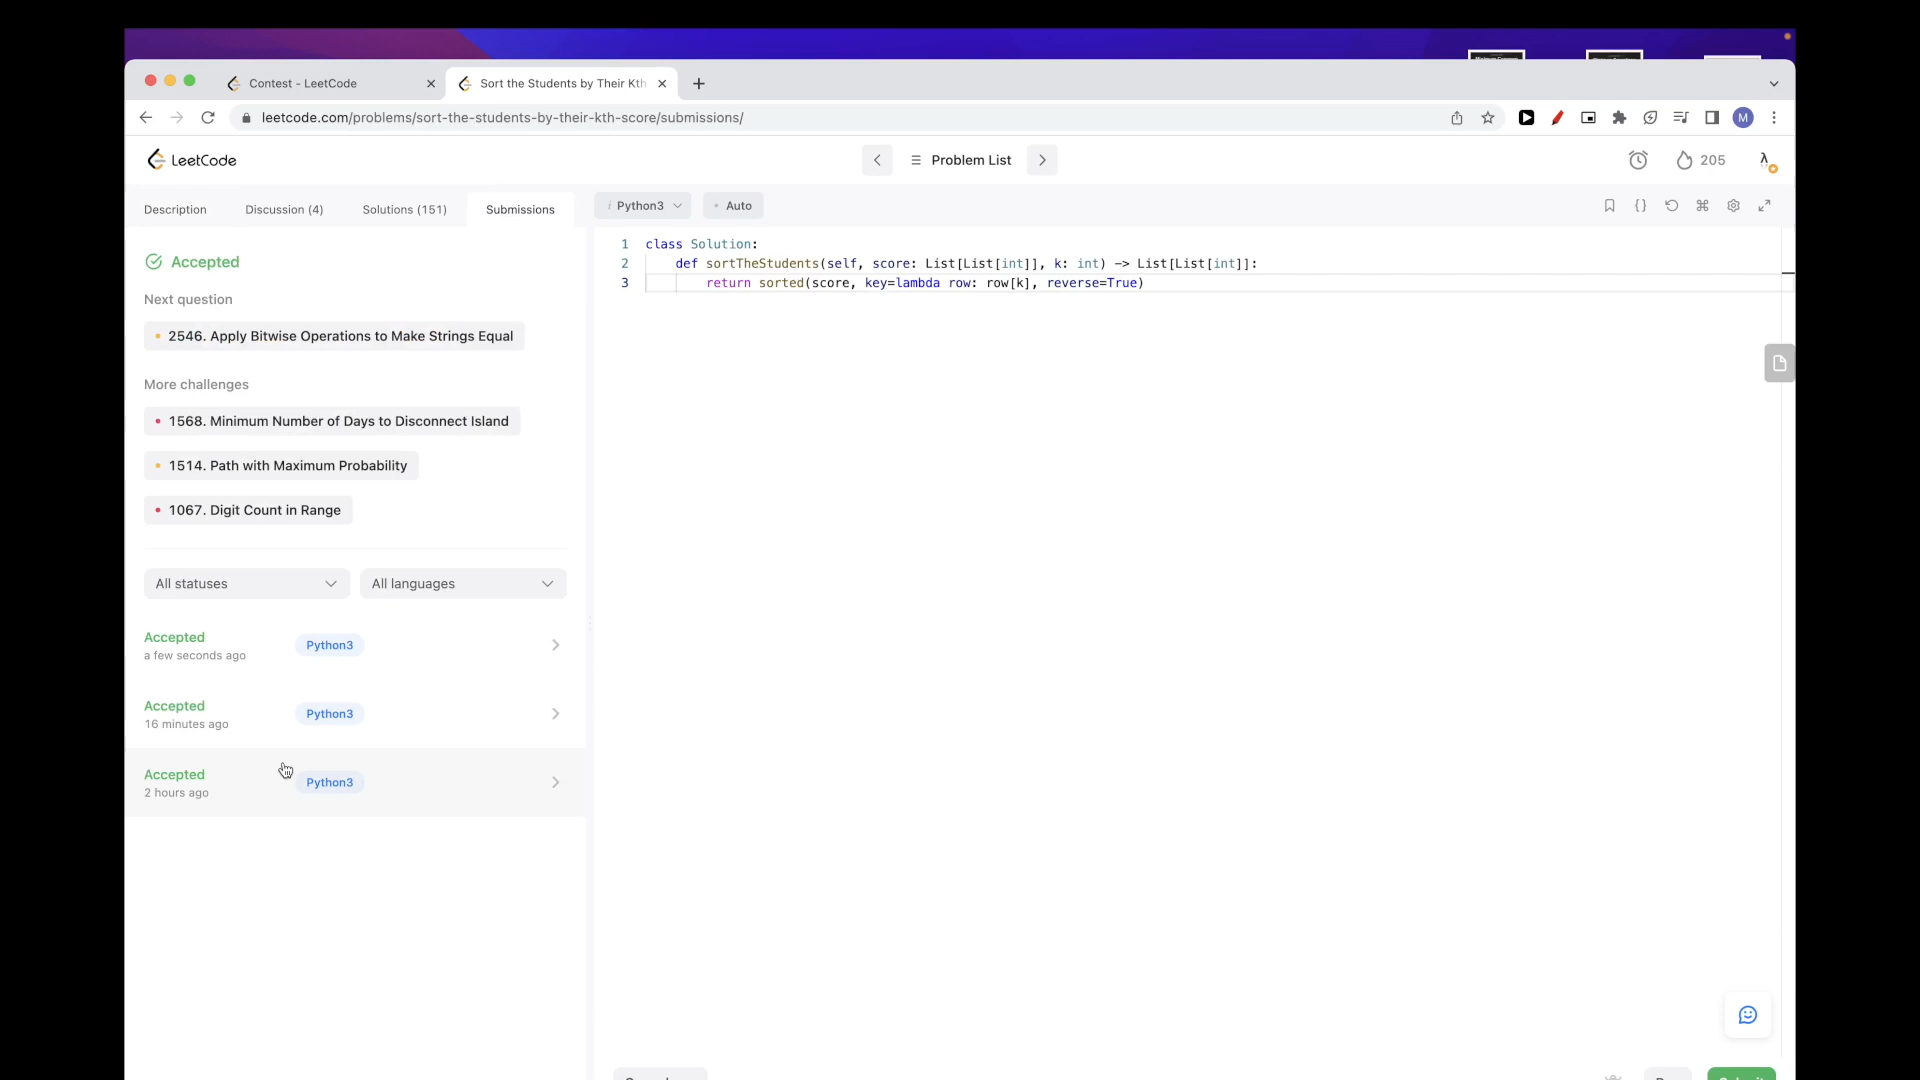 Contest - LeetCode
Sort the Students by Their Kth
leetcode.com/problems/sort-the-students-by-their-kth-score/submissions/
M
LeetCode
Problem List
205
Description
Discussion (4)
Solutions (151)
Submissions
i Python3
Auto
Accepted
Next question
2546. Apply Bitwise Operations to Make Strings Equal
More challenges
1568. Minimum Number of Days to Disconnect Island
1514. Path with Maximum Probability
1067. Digit Count in Range
All statuses
All languages
Accepted
a few seconds ago
Python3
Accepted
16 minutes ago
Python3
Accepted
2 hours ago
Python3
1 class Solution:
2 def sortTheStudents(self, score: List[List[int]], k: int) -> List[List[int]]:
3 return sorted(score, key=lambda row: row[k], reverse=True)